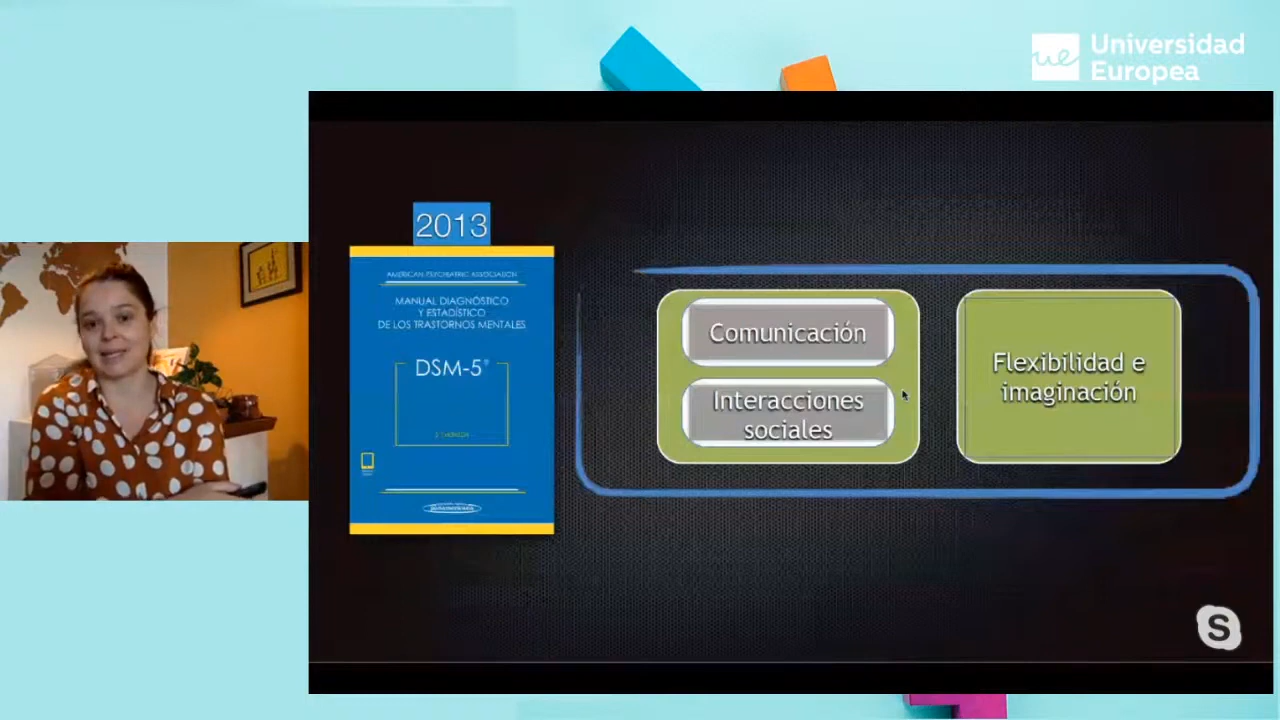 ue Universidad
Europea
2013
AMERICAN PSYCHIATRIC ASSOCIATION
MANUAL DIAGNÓSTICO
Y ESTADÍSTICO
DE LOS TRASTORNOS MENTALES
DSM-5®
Comunicación
Interacciones
sociales
Flexibilidad e
imaginación
S